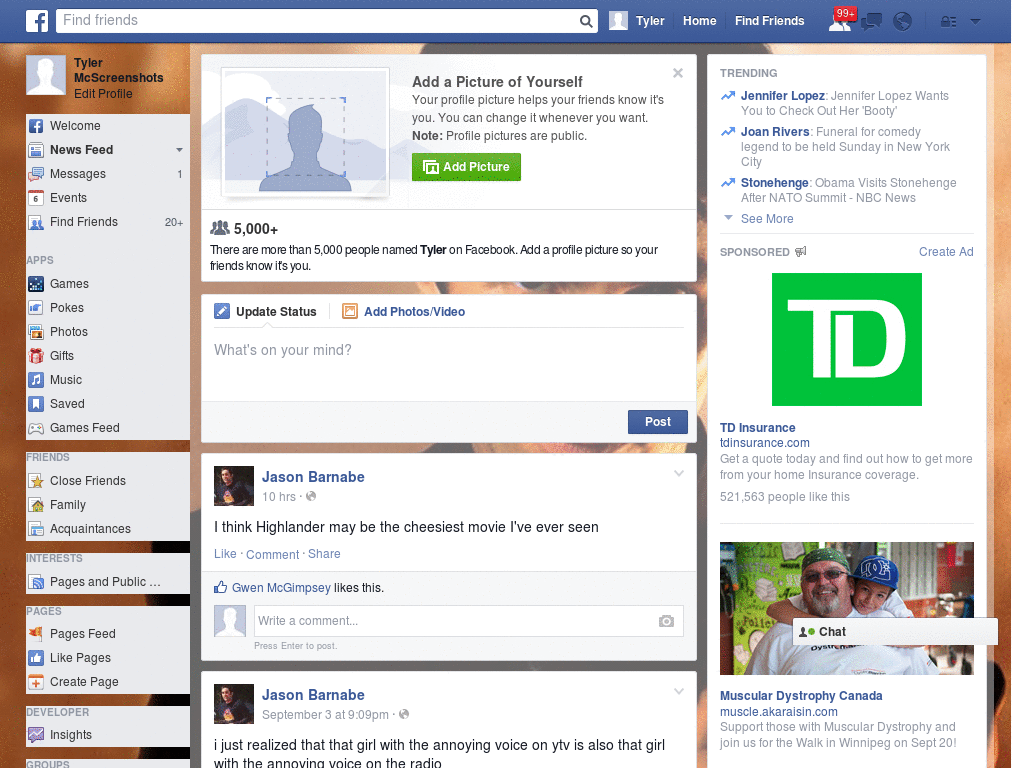 Find friends
Tyler
Home
Find Friends
99+
Tyler
McScreenshots
Edit Profile
Welcome
News Feed
Messages
1
Events
6
Find Friends
20+
APPS
Games
Pokes
Photos
Gifts
Music
Saved
Games Feed
FRIENDS
Close Friends
Family
Acquaintances
INTERESTS
Pages and Public ...
PAGES
Pages Feed
Like Pages
Create Page
DEVELOPER
Insights
GROUPS
Add a Picture of Yourself
Your profile picture helps your friends know it's
you. You can change it whenever you want.
Note: Profile pictures are public.
Add Picture
5,000+
There are more than 5,000 people named Tyler on Facebook. Add a profile picture so your
friends know it's you.
Update Status
Add Photos/Video
What's on your mind?
Post
Jason Barnabe
10 hrs ·
I think Highlander may be the cheesiest movie I've ever seen
Like · Comment · Share
Gwen McGimpsey likes this.
Write a comment...
Press Enter to post.
Jason Barnabe
September 3 at 9:09pm ·
i just realized that that girl with the annoying voice on ytv is also that girl
with the annoying voice on the radio
TRENDING
Jennifer Lopez: Jennifer Lopez Wants
You to Check Out Her 'Booty'
Joan Rivers: Funeral for comedy
legend to be held Sunday in New York
City
Stonehenge: Obama Visits Stonehenge
After NATO Summit - NBC News
See More
SPONSORED
Create Ad
TD
TD Insurance
tdinsurance.com
Get a quote today and find out how to get more
from your home Insurance coverage.
521,563 people like this
Chat
Muscular Dystrophy Canada
muscle.akaraisin.com
Support those with Muscular Dystrophy and
join us for the Walk in Winnipeg on Sept 20!